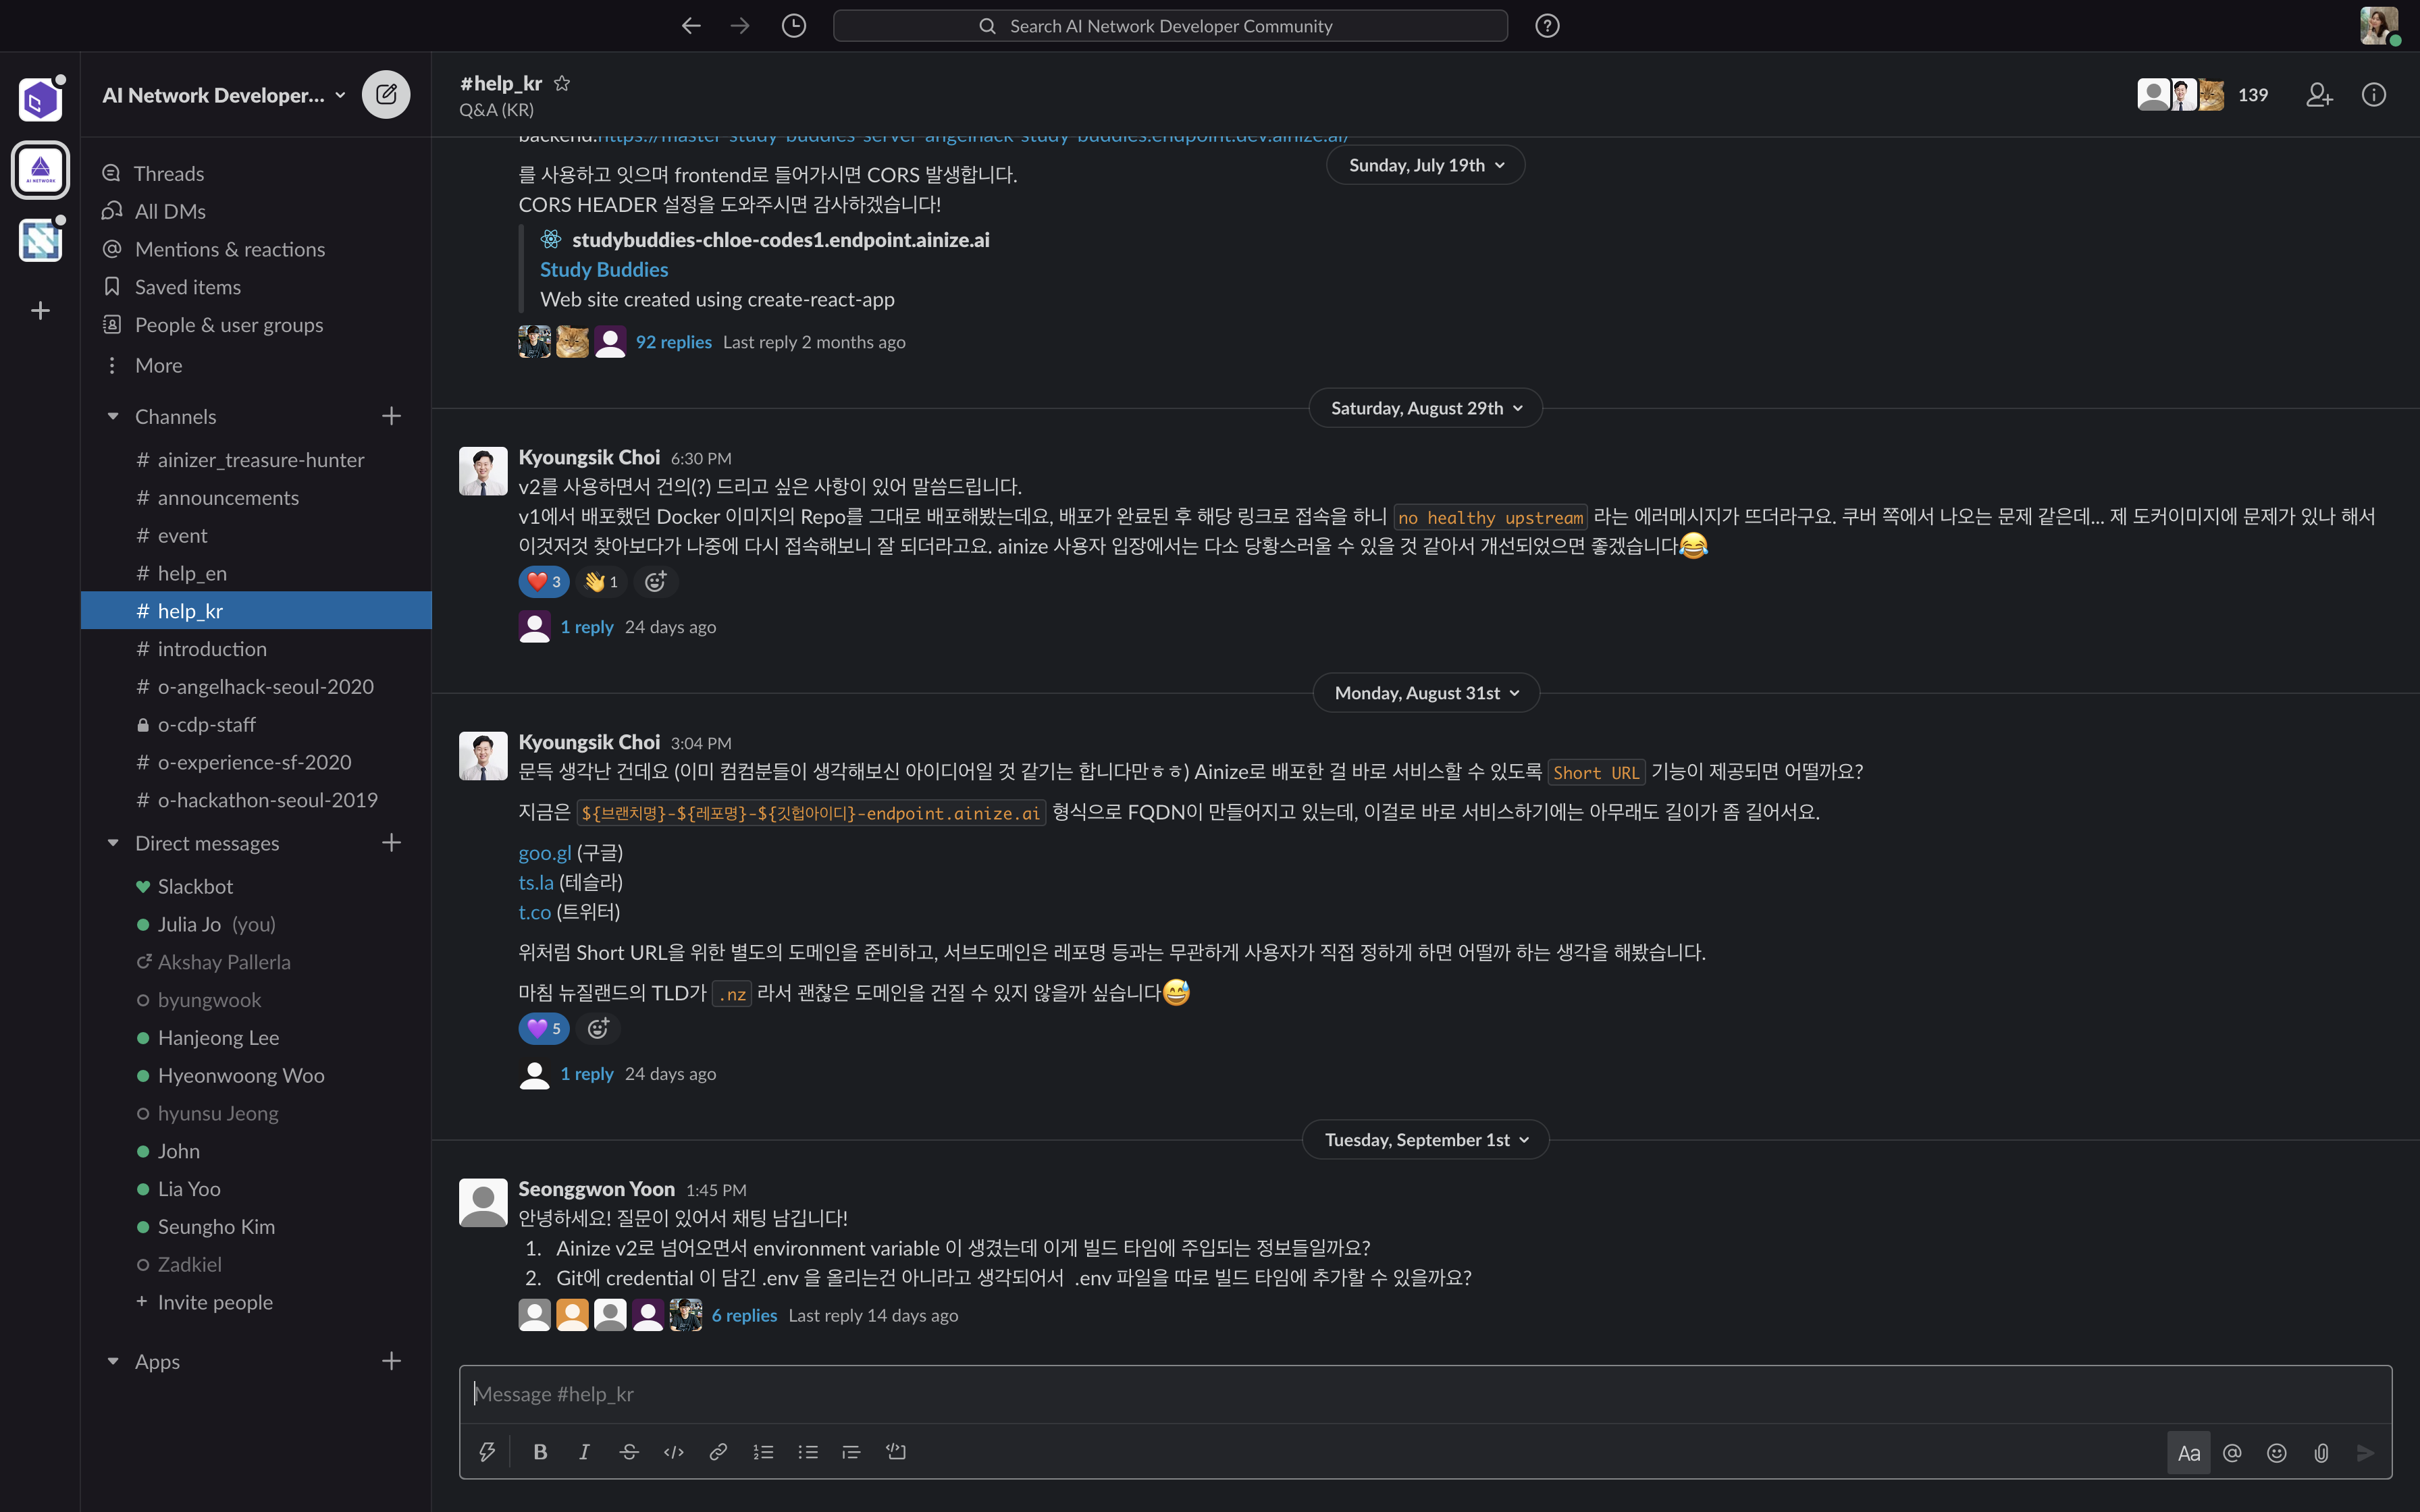 Search AI Network Developer Community
AI NETWORK
AI Network Developer...
Threads
All DMs
Mentions & reactions
Saved items
People & user groups
More
Channels
# ainizer_treasure-hunter
# announcements
# event
# help_en
# help_kr
# introduction
# o-angelhack-seoul-2020
o-cdp-staff
# o-experience-sf-2020
# o-hackathon-seoul-2019
Direct messages
Slackbot
Julia Jo (you)
Akshay Pallerla
byungwook
Hanjeong Lee
Hyeonwoong Woo
hyunsu Jeong
John
Lia Yoo
Seungho Kim
Zadkiel
+ Invite people
Apps
#help_kr
Q&A (KR)
139
backend:https://master-study-buddies-server-angelhack-study-buddies.endpoint.dev.ainize.ai/
Sunday, July 19th
를 사용하고 잇으며 frontend로 들어가시면 CORS 발생합니다.
CORS HEADER 설정을 도와주시면 감사하겠습니다!
studybuddies-chloe-codes1.endpoint.ainize.ai
Study Buddies
Web site created using create-react-app
92 replies Last reply 2 months ago
Saturday, August 29th
Kyoungsik Choi 6:30 PM
v2를 사용하면서 건의(?) 드리고 싶은 사항이 있어 말씀드립니다.
v1에서 배포했던 Docker 이미지의 Repo를 그대로 배포해봤는데요, 배포가 완료된 후 해당 링크로 접속을 하니 no healthy upstream 라는 에러메시지가 뜨더라구요. 쿠버 쪽에서 나오는 문제 같은데... 제 도커이미지에 문제가 있나 해서
이것저것 찾아보다가 나중에 다시 접속해보니 잘 되더라고요. ainize 사용자 입장에서는 다소 당황스러울 수 있을 것 같아서 개선되었으면 좋겠습니다😂
❤️ 3 👋 1
1 reply 24 days ago
Monday, August 31st
Kyoungsik Choi 3:04 PM
문득 생각난 건데요 (이미 컴컴분들이 생각해보신 아이디어일 것 같기는 합니다만ㅎㅎ) Ainize로 배포한 걸 바로 서비스할 수 있도록 Short URL 기능이 제공되면 어떨까요?
지금은 ${브랜치명}-${레포명}-${깃헙아이디}-endpoint.ainize.ai 형식으로 FQDN이 만들어지고 있는데, 이걸로 바로 서비스하기에는 아무래도 길이가 좀 길어서요.
goo.gl (구글)
ts.la (테슬라)
t.co (트위터)
위처럼 Short URL을 위한 별도의 도메인을 준비하고, 서브도메인은 레포명 등과는 무관하게 사용자가 직접 정하게 하면 어떨까 하는 생각을 해봤습니다.
마침 뉴질랜드의 TLD가 .nz 라서 괜찮은 도메인을 건질 수 있지 않을까 싶습니다😅
💜 5
1 reply 24 days ago
Tuesday, September 1st
Seonggwon Yoon 1:45 PM
안녕하세요! 질문이 있어서 채팅 남깁니다!
1. Ainize v2로 넘어오면서 environment variable 이 생겼는데 이게 빌드 타임에 주입되는 정보들일까요?
2. Git에 credential 이 담긴 .env 을 올리는건 아니라고 생각되어서 .env 파일을 따로 빌드 타임에 추가할 수 있을까요?
6 replies Last reply 14 days ago
Message #help_kr
B I S
Aa @